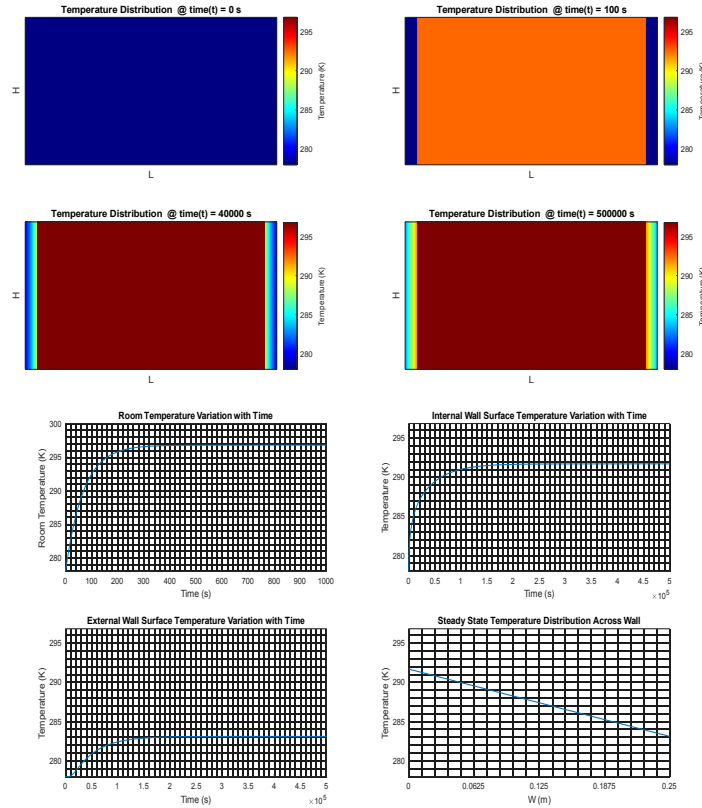 Temperature Distribution @ time(t) = 0 s
295
290
285
280
Temperature (K)
H
L
Temperature Distribution @ time(t) = 100 s
295
290
285
280
Temperature (K)
H
L
Temperature Distribution @ time(t) = 40000 s
295
290
285
280
Temperature (K)
H
L
Temperature Distribution @ time(t) = 500000 s
295
290
285
280
Temperature (K)
H
L
Room Temperature Variation with Time
300
295
290
285
280
Room Temperature (K)
0 100 200 300 400 500 600 700 800 900 1000
Time (s)
Internal Wall Surface Temperature Variation with Time
295
290
285
280
Temperature (K)
0 0.5 1 1.5 2 2.5 3 3.5 4 4.5 5
Time (s)
×10⁵
External Wall Surface Temperature Variation with Time
295
290
285
280
Temperature (K)
0 0.5 1 1.5 2 2.5 3 3.5 4 4.5 5
Time (s)
×10⁵
Steady State Temperature Distribution Across Wall
295
290
285
280
Temperature (K)
0 0.0625 0.125 0.1875 0.25
W (m)